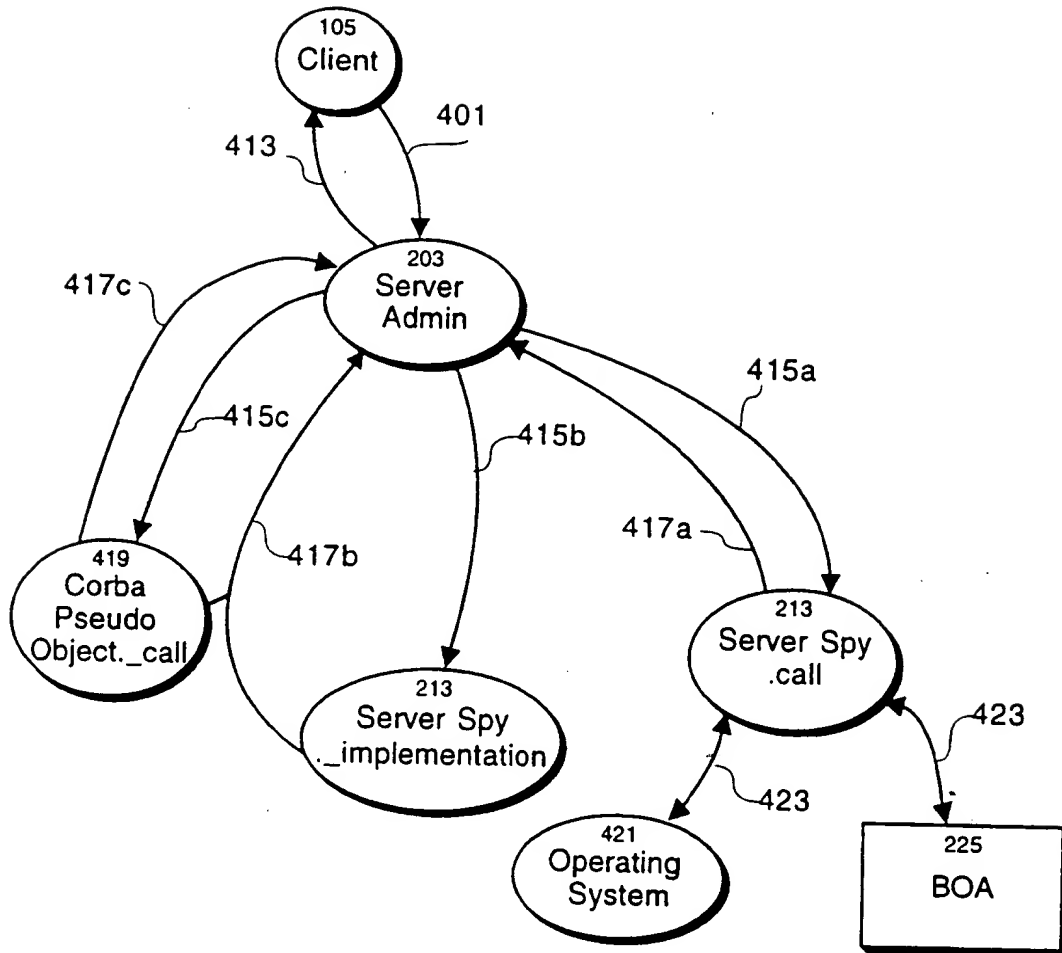 105
Client
401
413
203
Server
Admin
417c
415a
415c
415b
417a
417b
419
Corba
Pseudo
Object._call
213
Server Spy
._implementation
213
Server Spy
.call
423
423
421
Operating
System
225
BOA